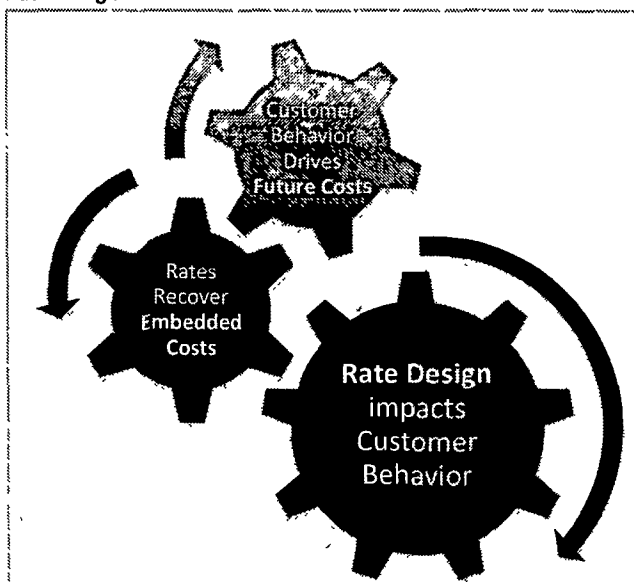 Customer
Behavior
Drives
Future Costs
Rates
Recover
Embedded
Costs
Rate Design
impacts
Customer
Behavior